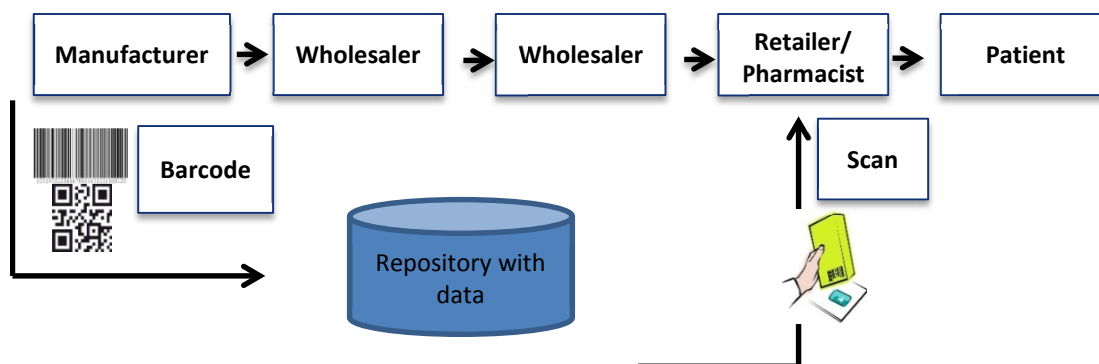 Manufacturer
Wholesaler
Wholesaler
Retailer/
Pharmacist
Patient
Barcode
Scan
Repository with
data